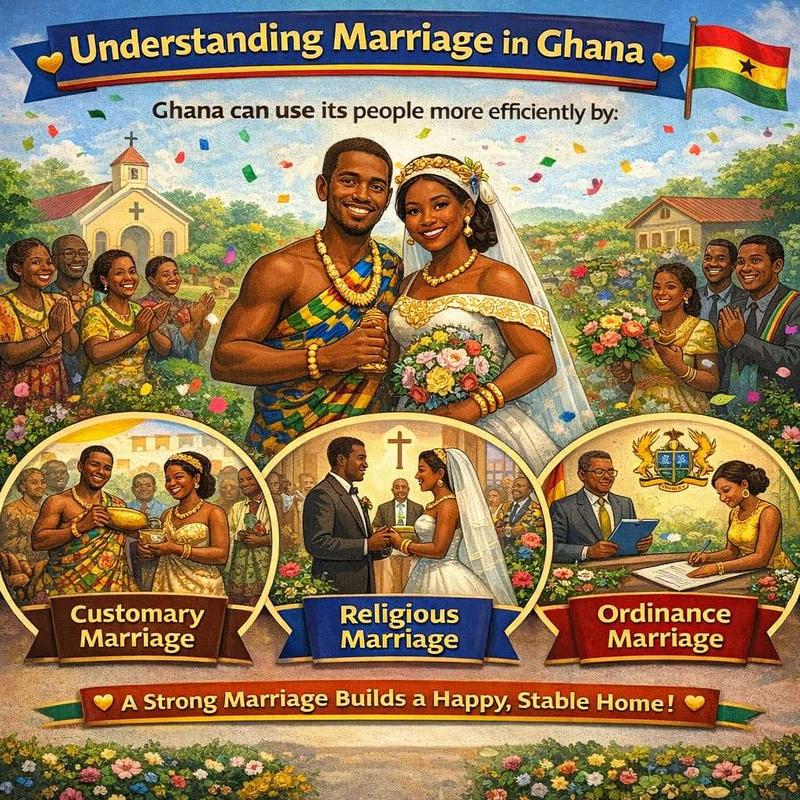 Understanding Marriage in Ghana
Ghana can use its people more efficiently by:
Customary
Marriage
Religious
Marriage
Ordinance
Marriage
A Strong Marriage Builds a Happy, Stable Home!